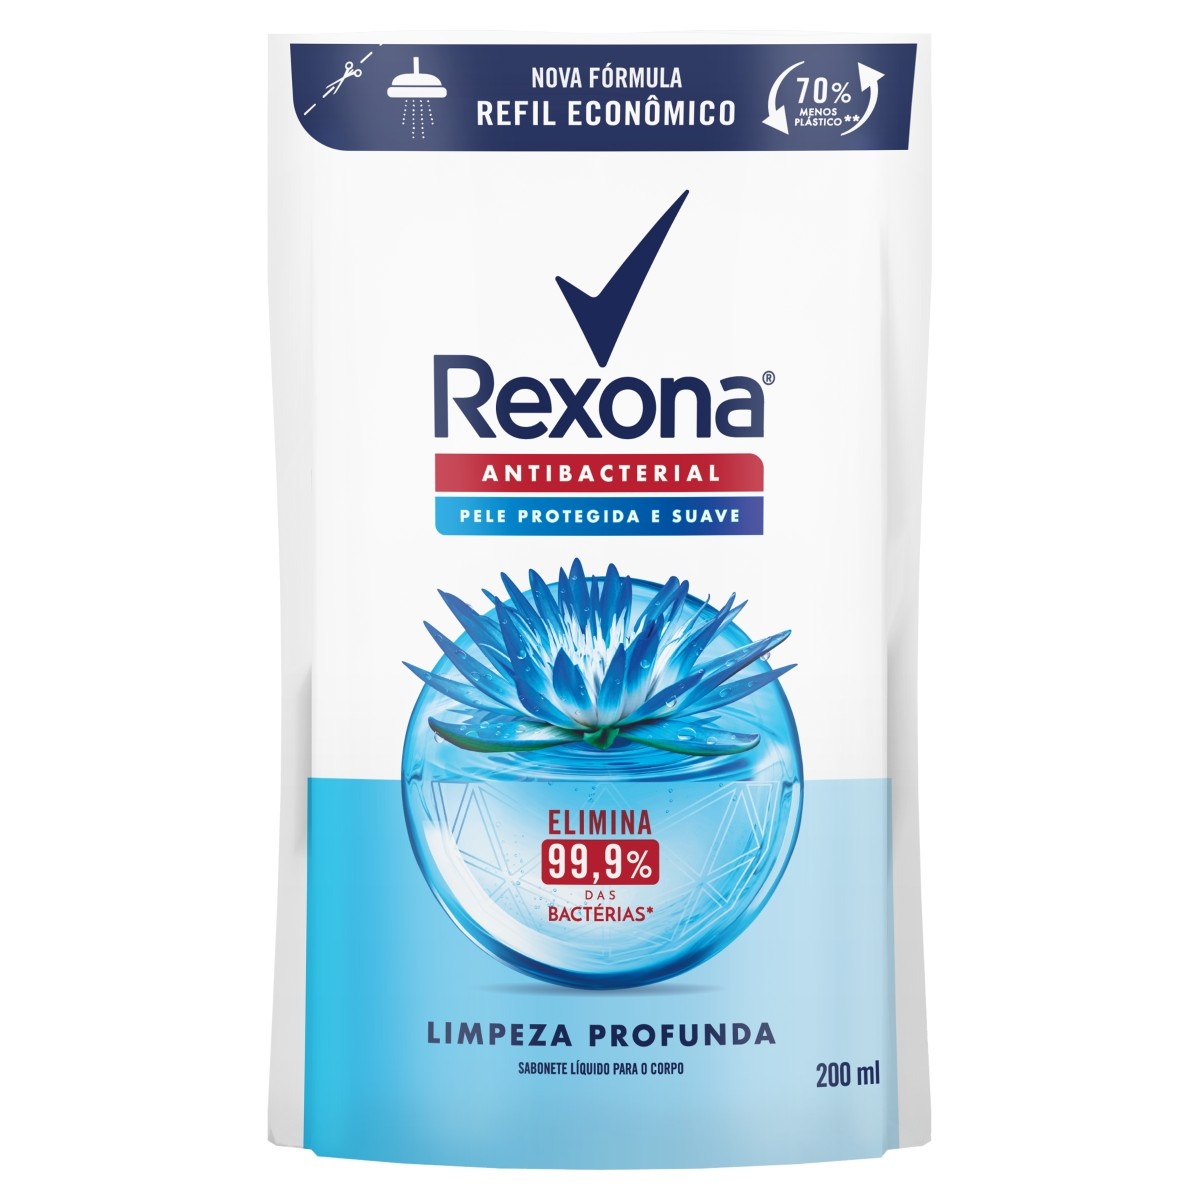 NOVA FÓRMULA
REFIL ECONÔMICO
70%
MENOS
PLÁSTICO**
Rexona®
ANTIBACTERIAL
PELE PROTEGIDA E SUAVE
ELIMINA
99,9%
DAS
BACTÉRIAS*
LIMPEZA PROFUNDA
SABONETE LÍQUIDO PARA O CORPO
200 ml